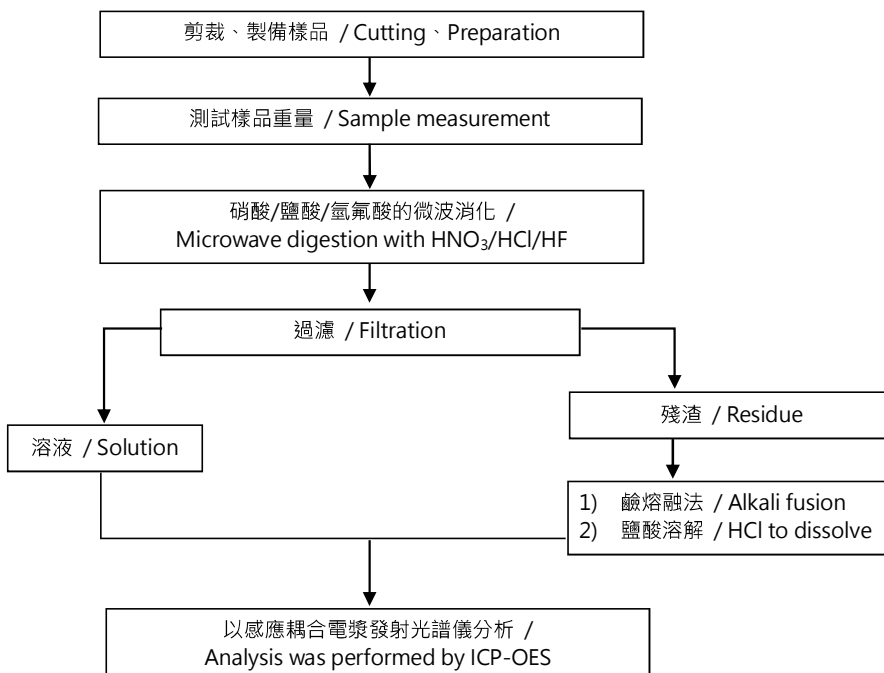 剪裁、製備樣品 / Cutting、Preparation
測試樣品重量 / Sample measurement
硝酸/鹽酸/氫氟酸的微波消化 /
Microwave digestion with HNO₃/HCl/HF
過濾 / Filtration
溶液 / Solution
殘渣 / Residue
1) 鹼熔融法 / Alkali fusion
2) 鹽酸溶解 / HCl to dissolve
以感應耦合電漿發射光譜儀分析 /
Analysis was performed by ICP-OES